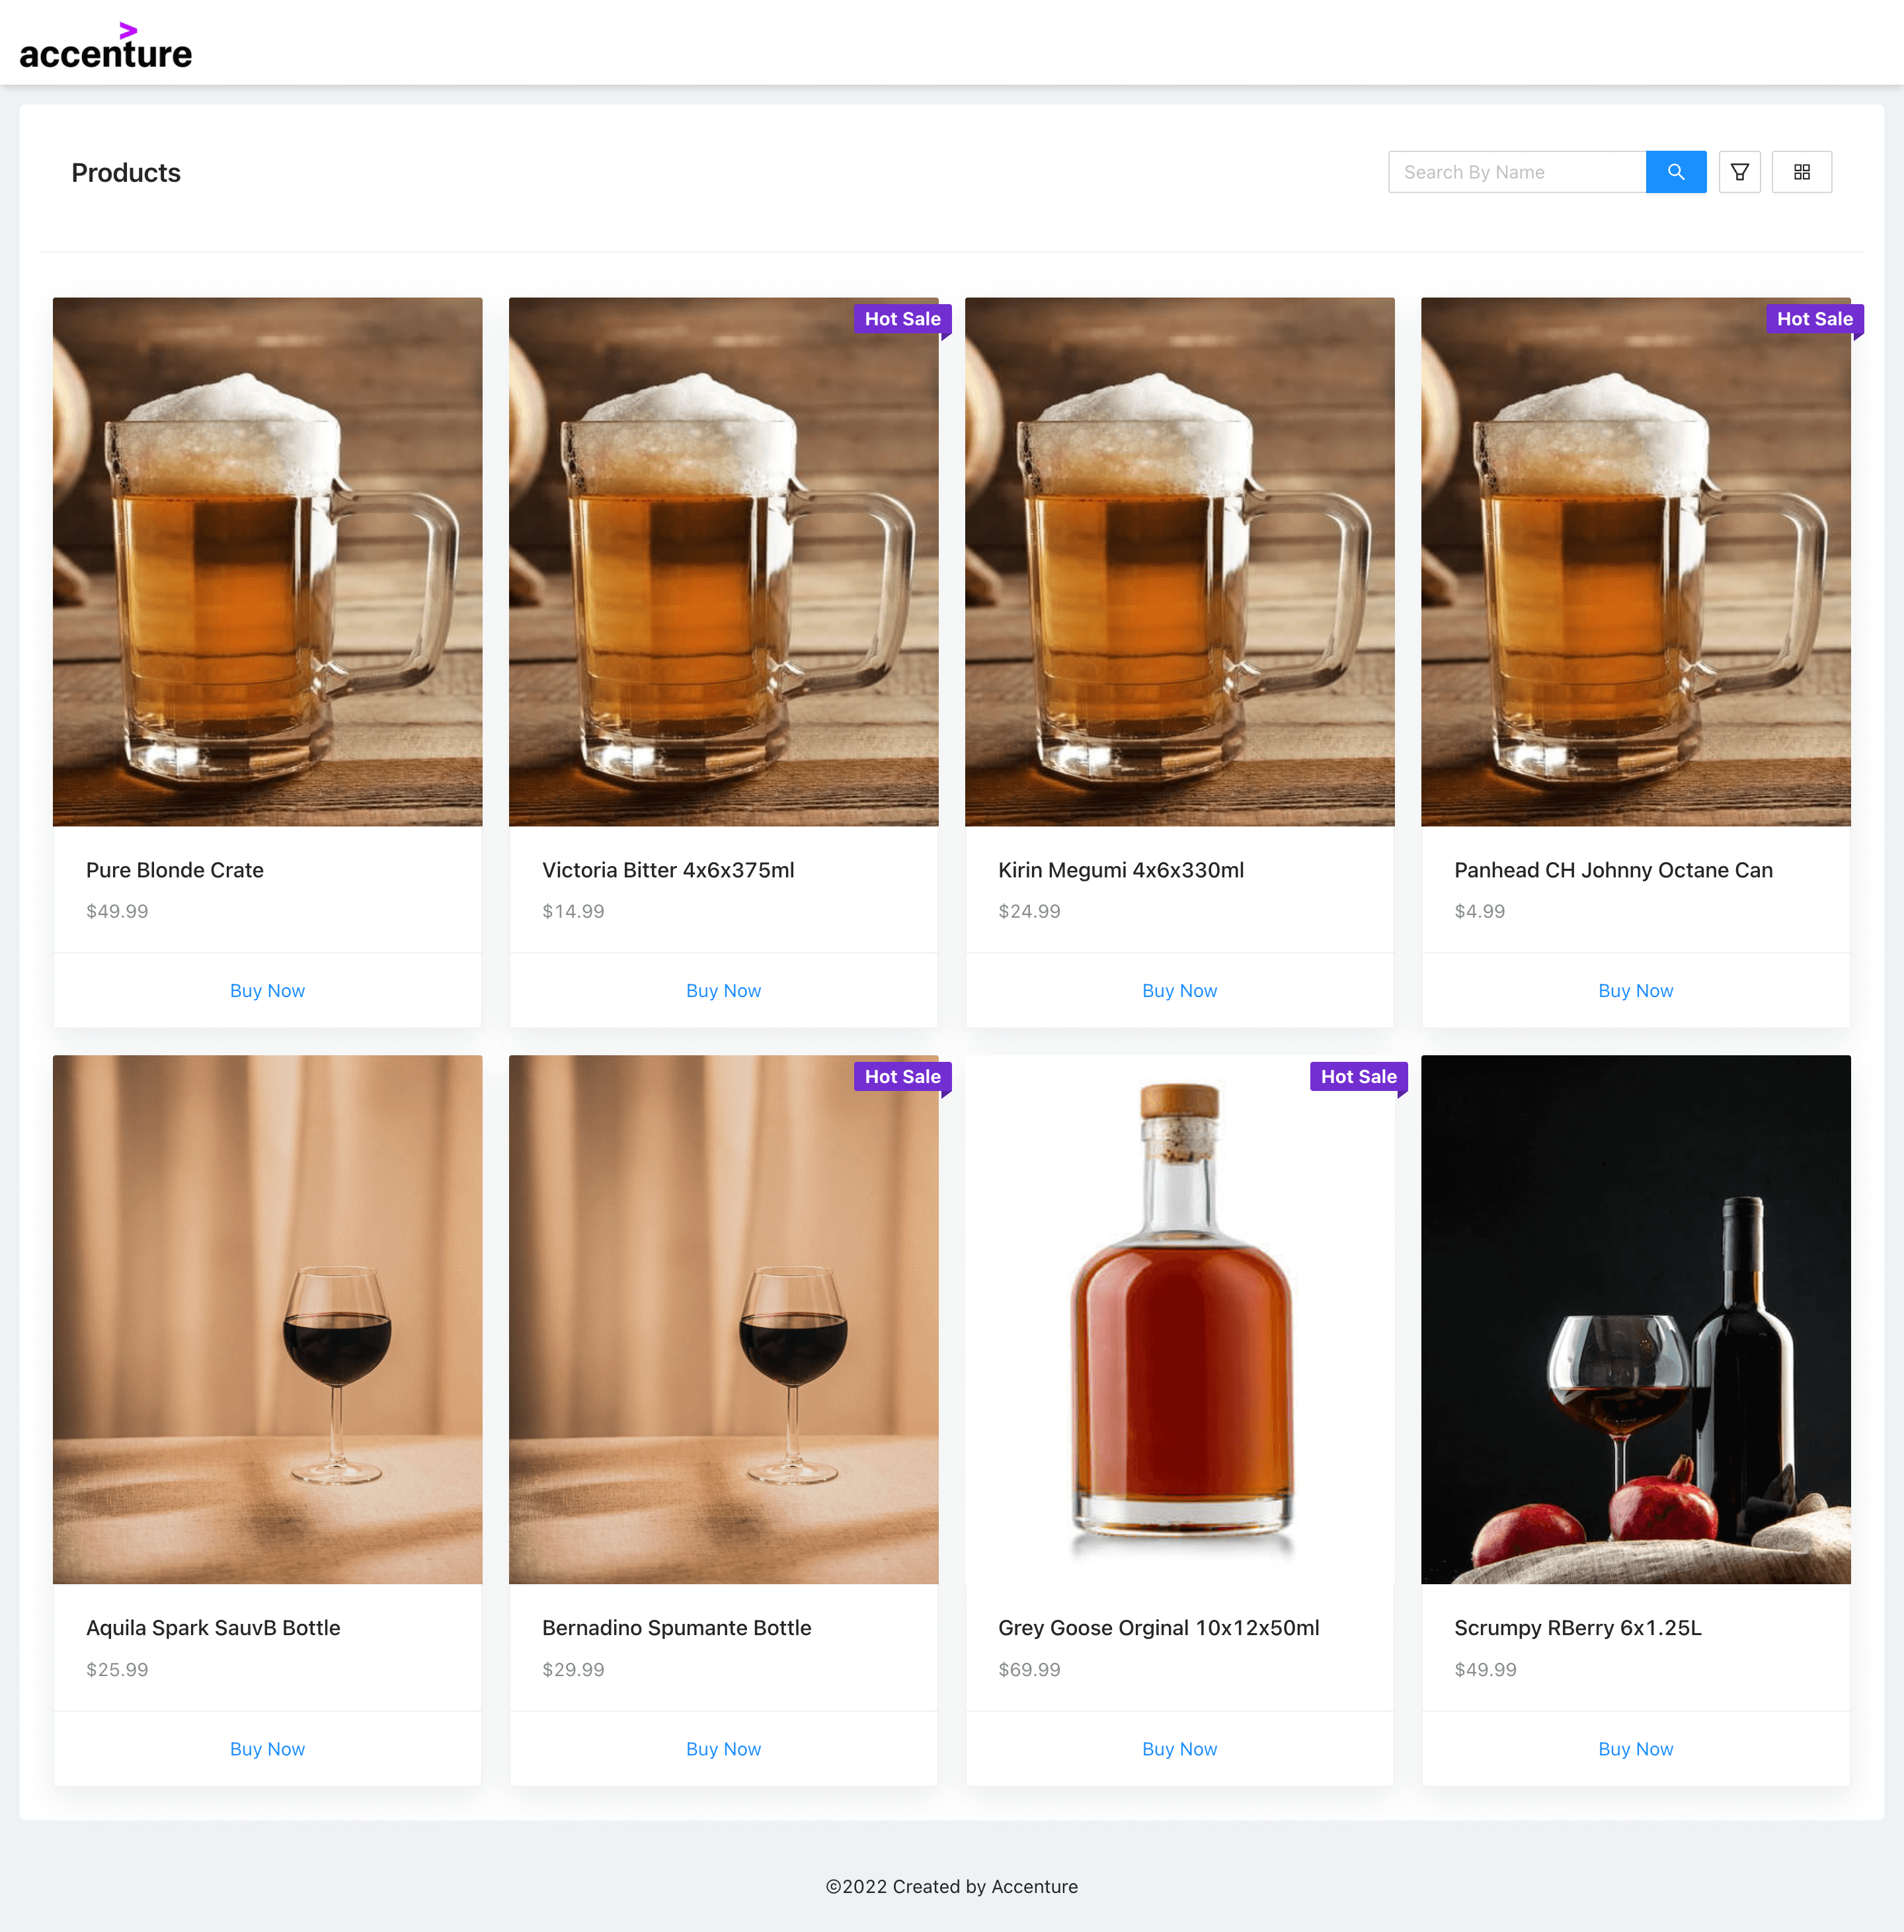 accenture
Products
Search By Name
Hot Sale
Hot Sale
Pure Blonde Crate
$49.99
Buy Now
Victoria Bitter 4x6x375ml
$14.99
Buy Now
Kirin Megumi 4x6x330ml
$24.99
Buy Now
Panhead CH Johnny Octane Can
$4.99
Buy Now
Hot Sale
Hot Sale
Aquila Spark SauvB Bottle
$25.99
Buy Now
Bernadino Spumante Bottle
$29.99
Buy Now
Grey Goose Orginal 10x12x50ml
$69.99
Buy Now
Scrumpy RBerry 6x1.25L
$49.99
Buy Now
©2022 Created by Accenture